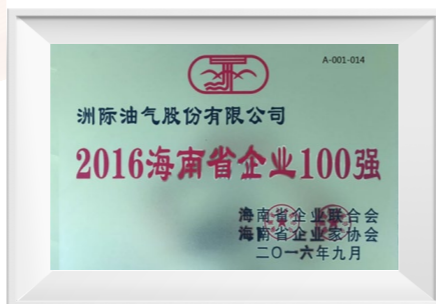 A-001-014
洲际油气股份有限公司
2016海南省企业100强
海南省企业联合会
海南省企业家协会
二〇一六年九月